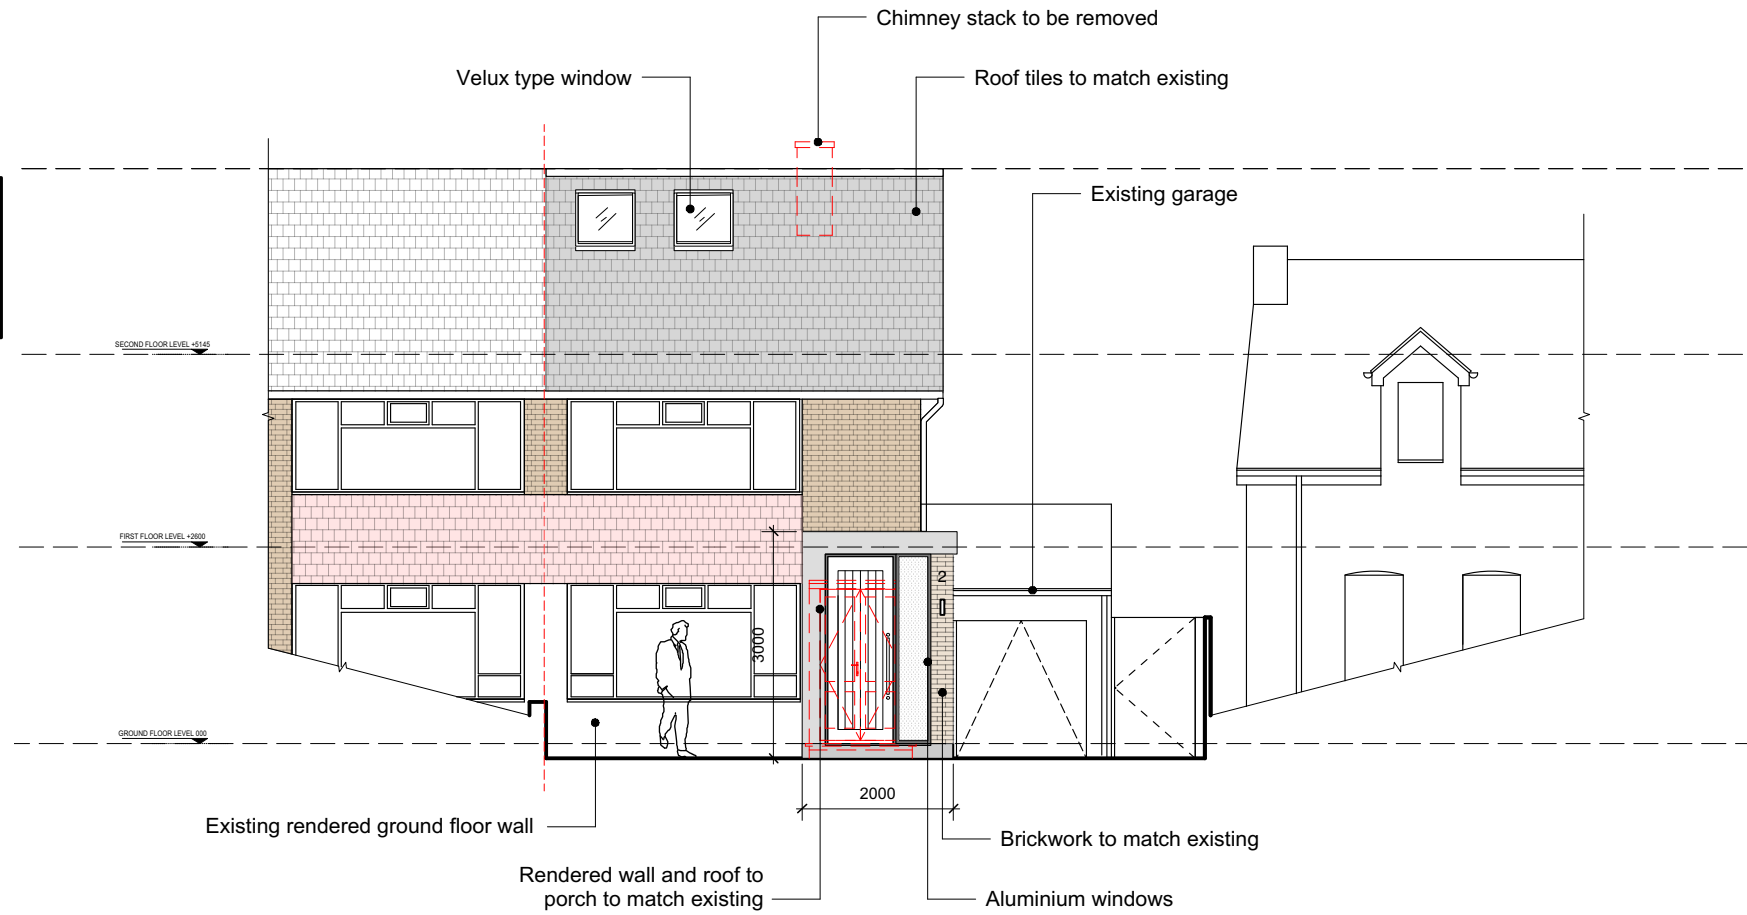 Chimney stack to be removed
Velux type window
Roof tiles to match existing
Existing garage
SECOND FLOOR LEVEL +5145
FIRST FLOOR LEVEL +2600
2
3000
GROUND FLOOR LEVEL 000
2000
Existing rendered ground floor wall
Brickwork to match existing
Rendered wall and roof to
porch to match existing
Aluminium windows